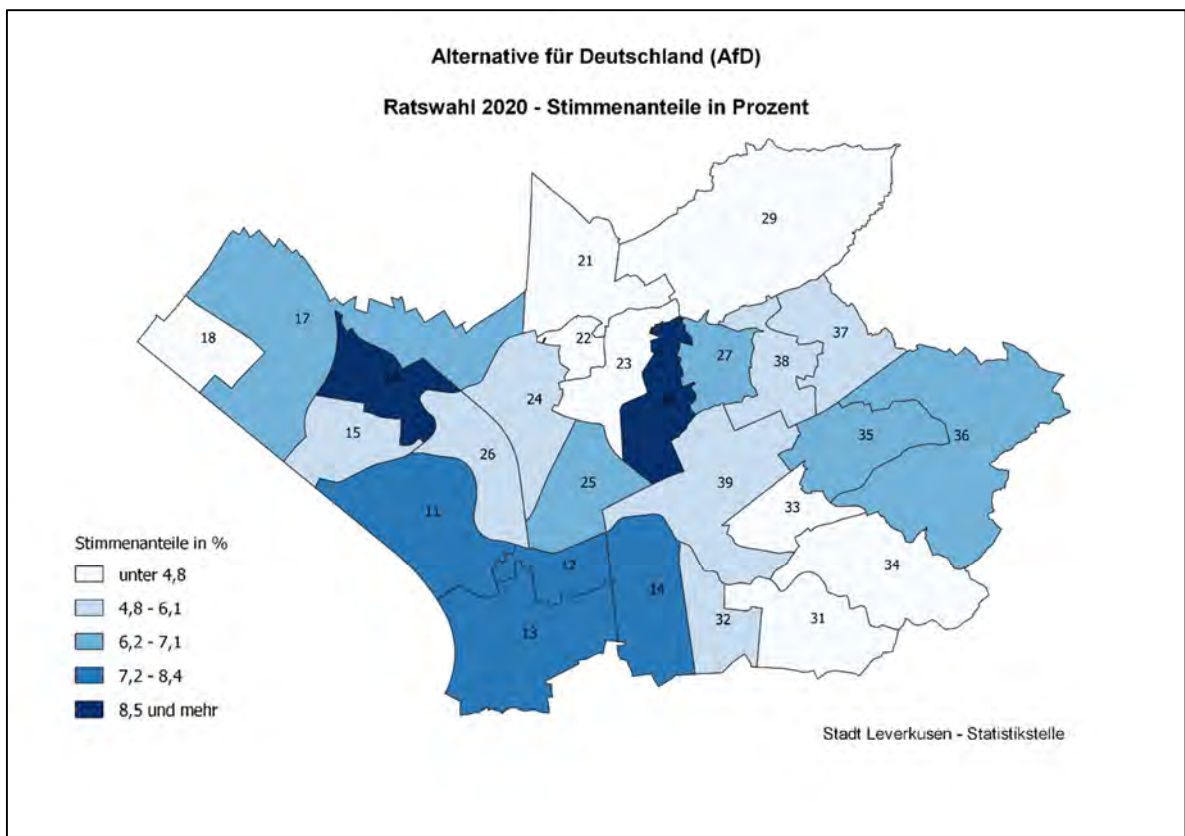 Alternative für Deutschland (AfD)
Ratswahl 2020 - Stimmenanteile in Prozent
29
21
17
18
22
37
23
27
38
24
15
35
36
26
39
25
11
33
34
12
14
31
32
13
Stimmenanteile in %
unter 4,8
4,8 - 6,1
6,2 - 7,1
7,2 - 8,4
8,5 und mehr
Stadt Leverkusen - Statistikstelle